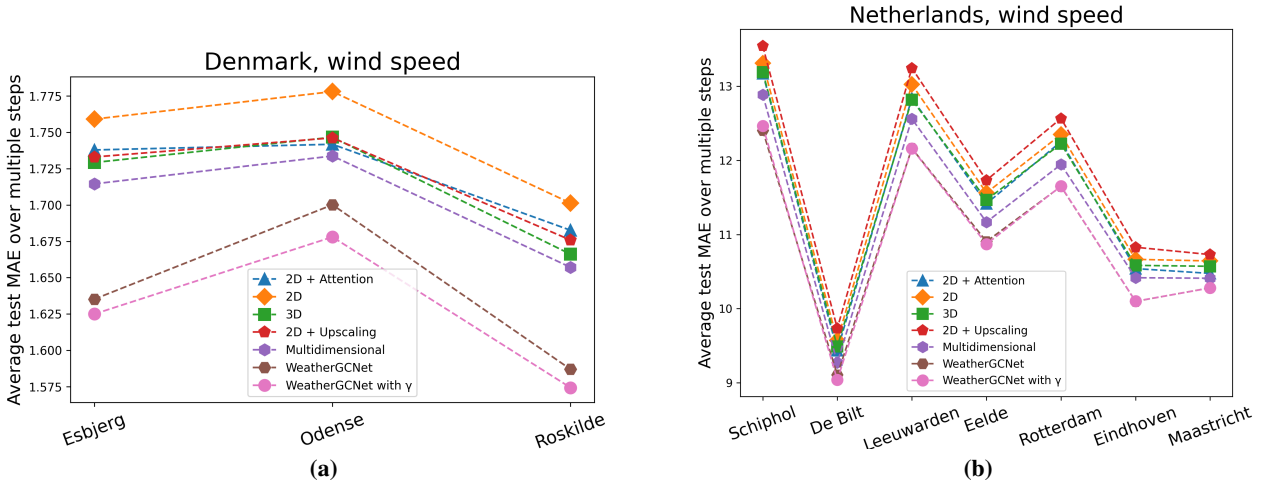 Denmark, wind speed
Average test MAE over multiple steps
1.775
1.750
1.725
1.700
1.675
1.650
1.625
1.600
1.575
2D + Attention
2D
3D
2D + Upscaling
Multidimensional
WeatherGCNet
WeatherGCNet with γ
Esbjerg
Odense
Roskilde
(a)
Netherlands, wind speed
Average test MAE over multiple steps
13
12
11
10
9
2D + Attention
2D
3D
2D + Upscaling
Multidimensional
WeatherGCNet
WeatherGCNet with γ
Schiphol
De Bilt
Leeuwarden
Eelde
Rotterdam
Eindhoven
Maastricht
(b)